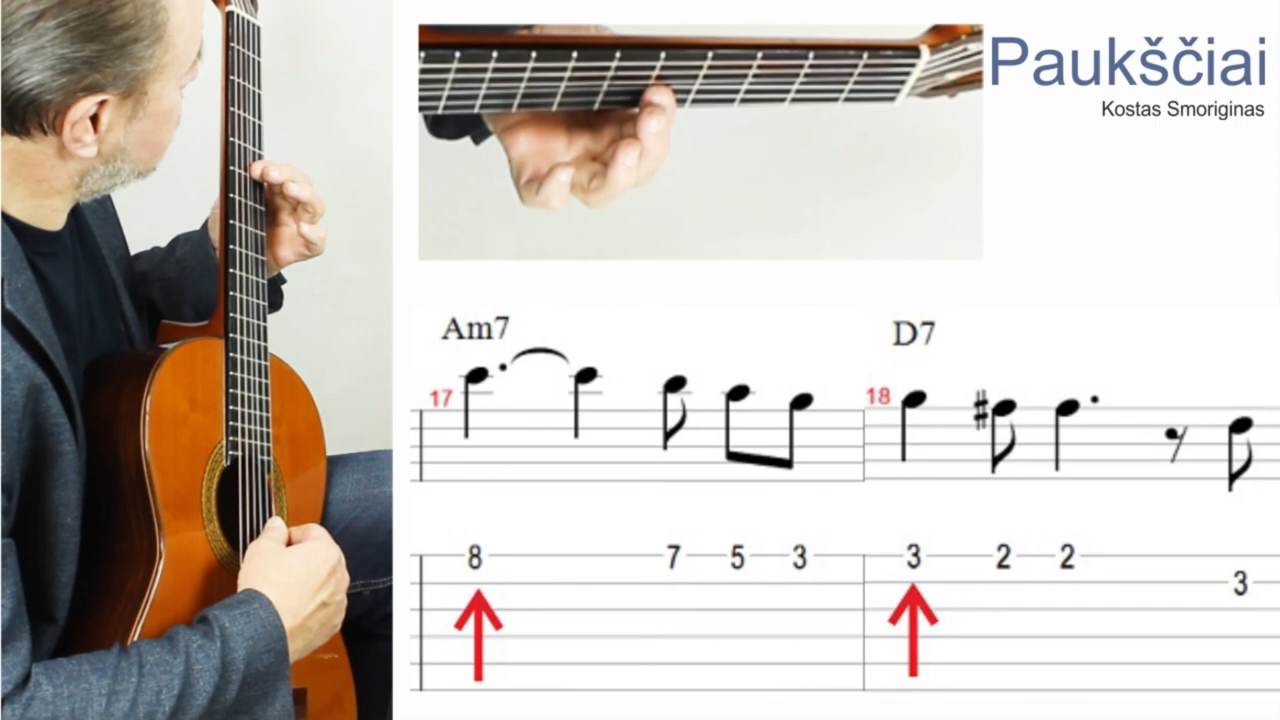 Paukščiai
Kostas Smoriginas
Am7 D7
17 18
8 7 5 3 3 2 2
3